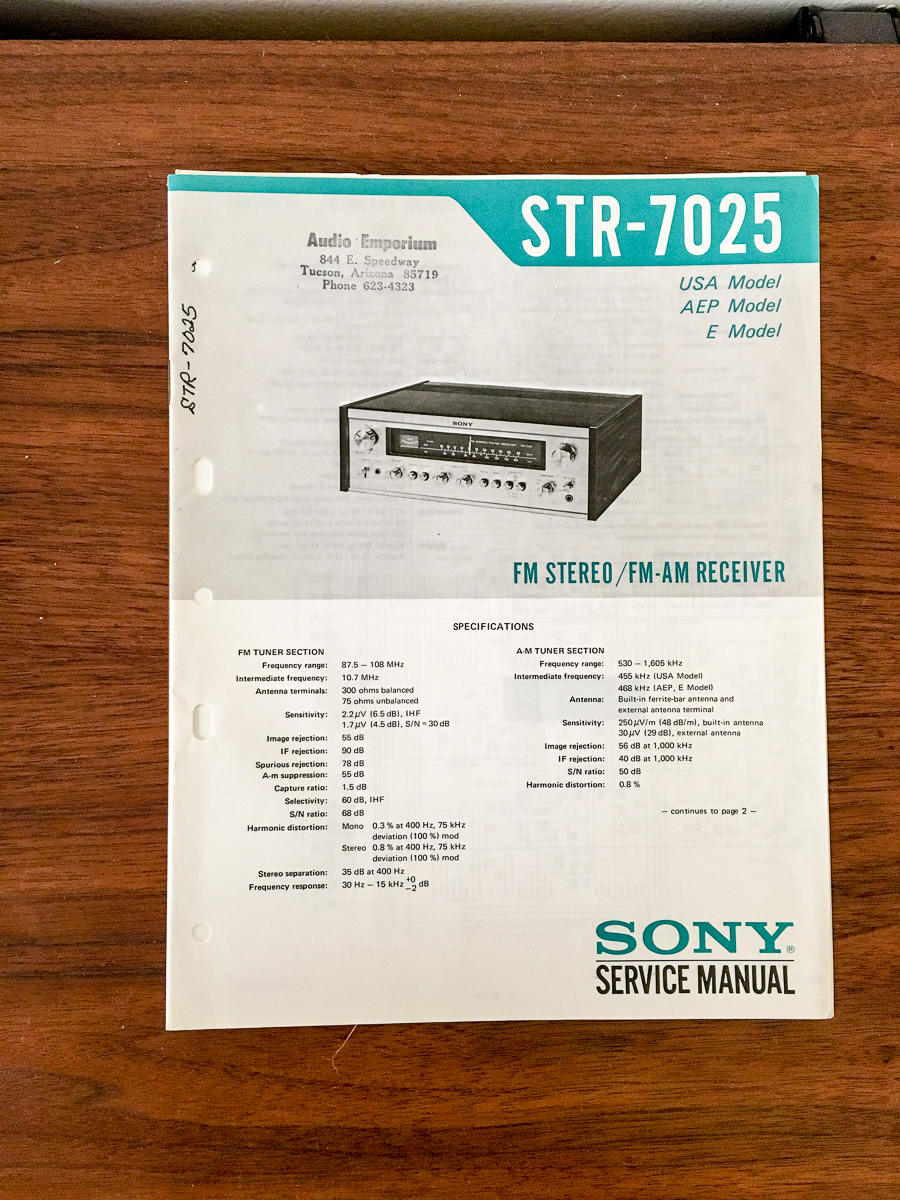 STR-7025
Audio Emporium
844 E. Speedway
Tucson, Arizona 85719
Phone 623-4323
USA Model
AEP Model
E Model
STR-7025
SONY
FM STEREO/FM-AM RECEIVER
SPECIFICATIONS
FM TUNER SECTION
Frequency range: 87.5 – 108 MHz
Intermediate frequency: 10.7 MHz
Antenna terminals: 300 ohms balanced
75 ohms unbalanced
Sensitivity: 2.2 μV (6.5 dB), IHF
1.7 μV (4.5 dB), S/N = 30 dB
Image rejection: 55 dB
IF rejection: 90 dB
Spurious rejection: 78 dB
A-m suppression: 55 dB
Capture ratio: 1.5 dB
Selectivity: 60 dB, IHF
S/N ratio: 68 dB
Harmonic distortion: Mono 0.3 % at 400 Hz, 75 kHz
deviation (100 %) mod
Stereo 0.8 % at 400 Hz, 75 kHz
deviation (100 %) mod
Stereo separation: 35 dB at 400 Hz
Frequency response: 30 Hz – 15 kHz +0 –2 dB
A-M TUNER SECTION
Frequency range: 530 – 1,605 kHz
Intermediate frequency: 455 kHz (USA Model)
468 kHz (AEP, E Model)
Antenna: Built-in ferrite-bar antenna and
external antenna terminal
Sensitivity: 250 μV/m (48 dB/m), built-in antenna
30 μV (29 dB), external antenna
Image rejection: 56 dB at 1,000 kHz
IF rejection: 40 dB at 1,000 kHz
S/N ratio: 50 dB
Harmonic distortion: 0.8 %
– continues to page 2 –
SONY®
SERVICE MANUAL